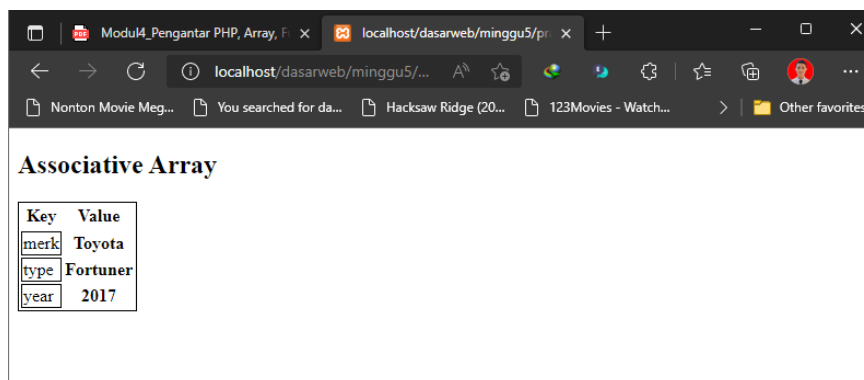 Modul4_Pengantar PHP, Array, F
localhost/dasarweb/minggu5/pr
localhost/dasarweb/minggu5/...
Nonton Movie Meg...
You searched for da...
Hacksaw Ridge (20...
123Movies - Watch...
Other favorites
Associative Array
Key Value
merk Toyota
type Fortuner
year 2017